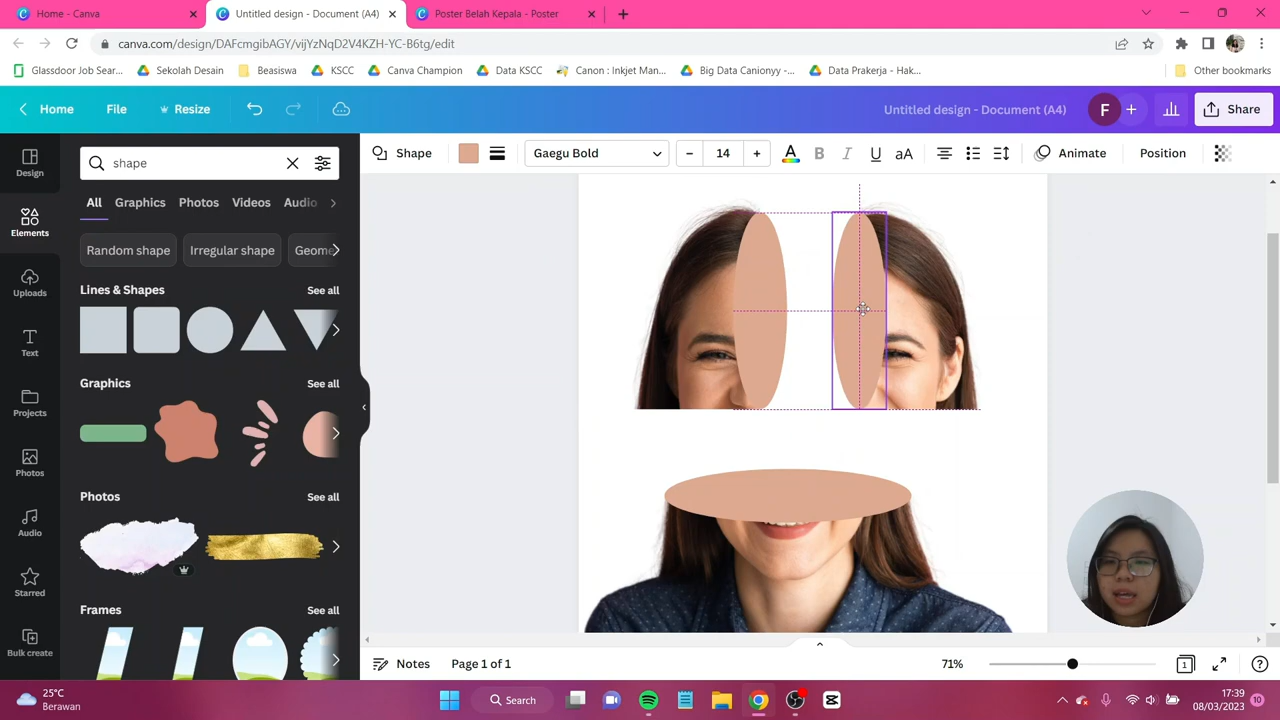 Home - Canva
Untitled design - Document (A4)
Poster Belah Kepala - Poster
canva.com/design/DAFcmgibAGY/vijYzNqD2V4KZH-YC-B6tg/edit
Glassdoor Job Sear...
Sekolah Desain
Beasiswa
KSCC
Canva Champion
Data KSCC
Canon : Inkjet Man...
Big Data Canionyy -...
Data Prakerja - Hak...
Other bookmarks
Home
File
Resize
Untitled design - Document (A4)
F
Share
Design
Elements
Uploads
Text
Projects
Photos
Audio
Starred
Bulk create
shape
All
Graphics
Photos
Videos
Audio
Random shape
Irregular shape
Geome
Lines & Shapes
See all
Graphics
See all
Photos
See all
Frames
See all
Shape
Gaegu Bold
14
A
B
I
U
aA
Animate
Position
Notes
Page 1 of 1
71%
1
25°C
Berawan
Search
17:39
08/03/2023
10